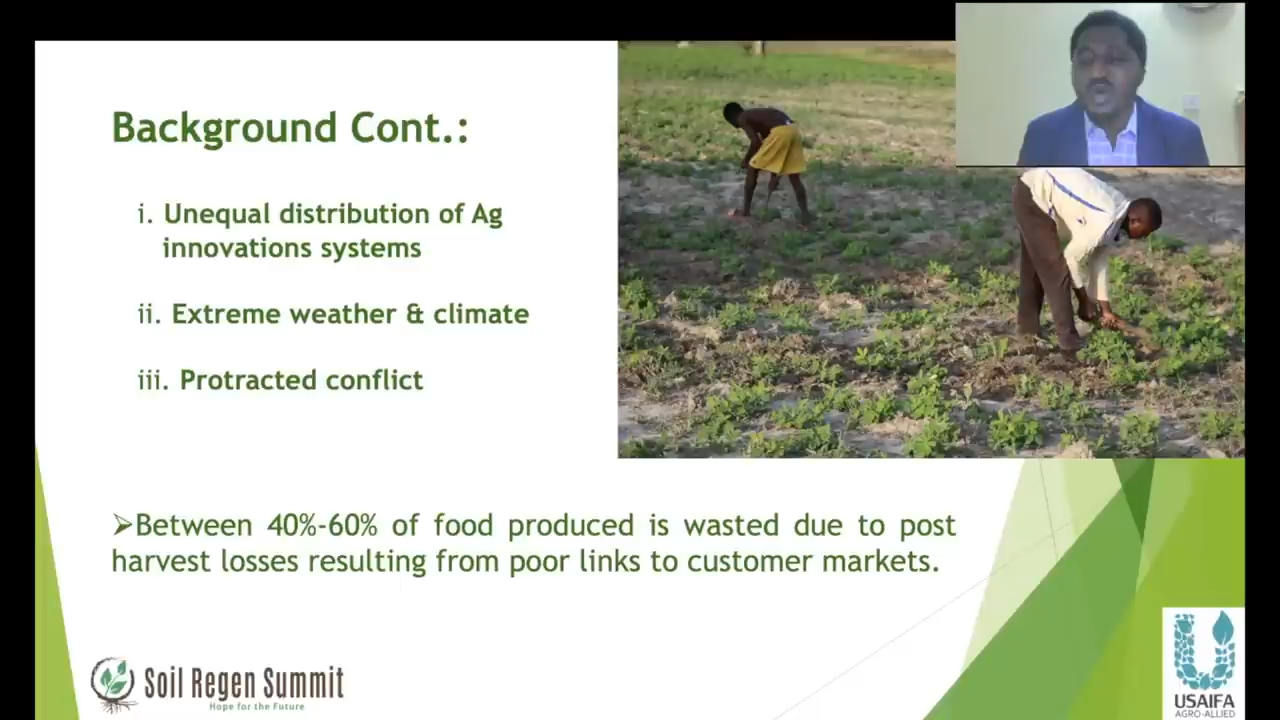 Background Cont.:
i. Unequal distribution of Ag
innovations systems
ii. Extreme weather & climate
iii. Protracted conflict
➢Between 40%-60% of food produced is wasted due to post
harvest losses resulting from poor links to customer markets.
Soil Regen Summit
Hope for the Future
USAIFA
AGRO-ALLIED